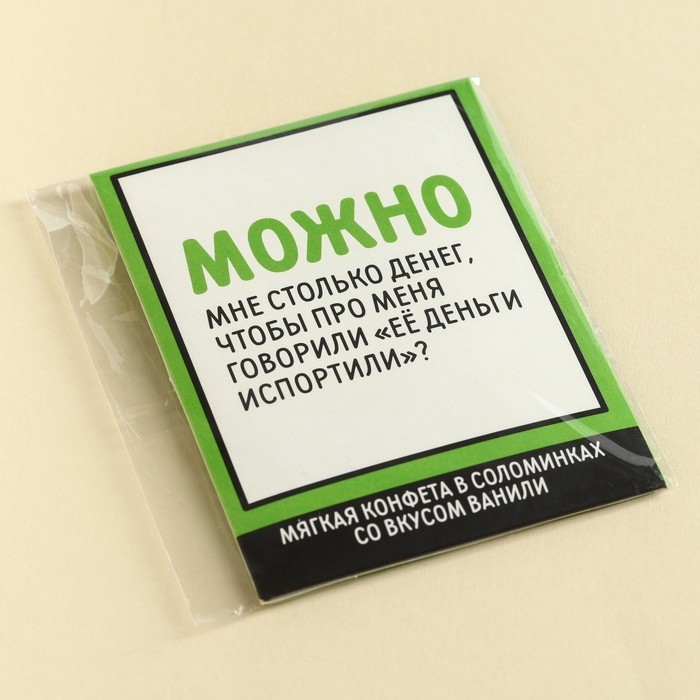 МОЖНО
МНЕ СТОЛЬКО ДЕНЕГ,
ЧТОБЫ ПРО МЕНЯ
ГОВОРИЛИ «ЕЁ ДЕНЬГИ
ИСПОРТИЛИ»?
МЯГКАЯ КОНФЕТА В СОЛОМИНКАХ
СО ВКУСОМ ВАНИЛИ